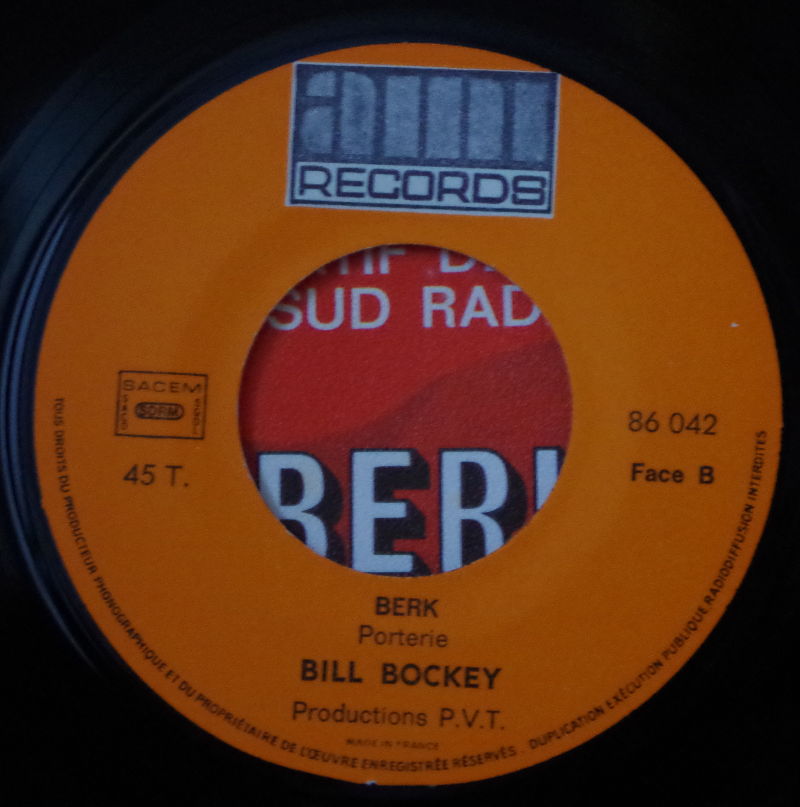 RECORDS
SUD RAD
BER
SACEM
SDRM
86 042
45 T.
Face B
BERK
Porterie
BILL BOCKEY
Productions P.V.T.
MADE IN FRANCE
TOUS DROITS DU PRODUCTEUR PHONOGRAPHIQUE ET DU PROPRIÉTAIRE DE L'ŒUVRE ENREGISTRÉE RÉSERVÉS. DUPLICATION EXÉCUTION PUBLIQUE RADIODIFFUSION INTERDITES